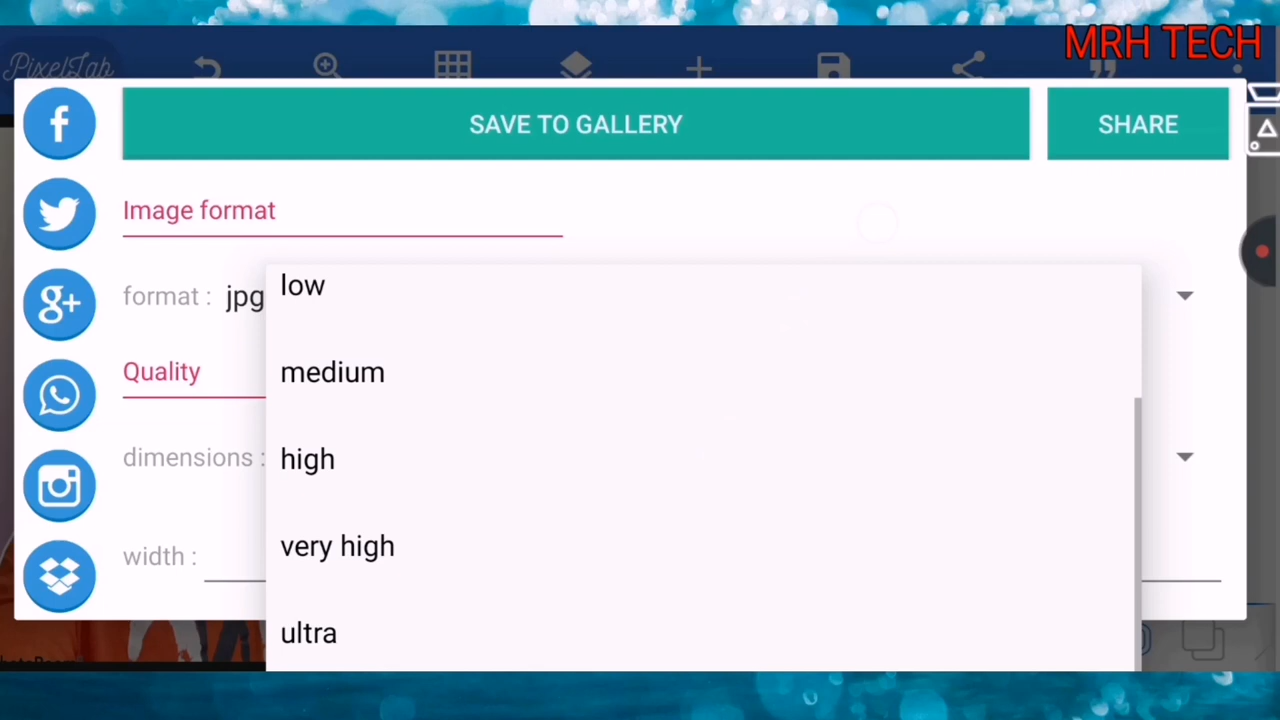 MRH TECH
PixelLab
f
SAVE TO GALLERY
SHARE
Image format
format : jpg
low
Quality
medium
g+
dimensions :
high
width :
very high
ultra